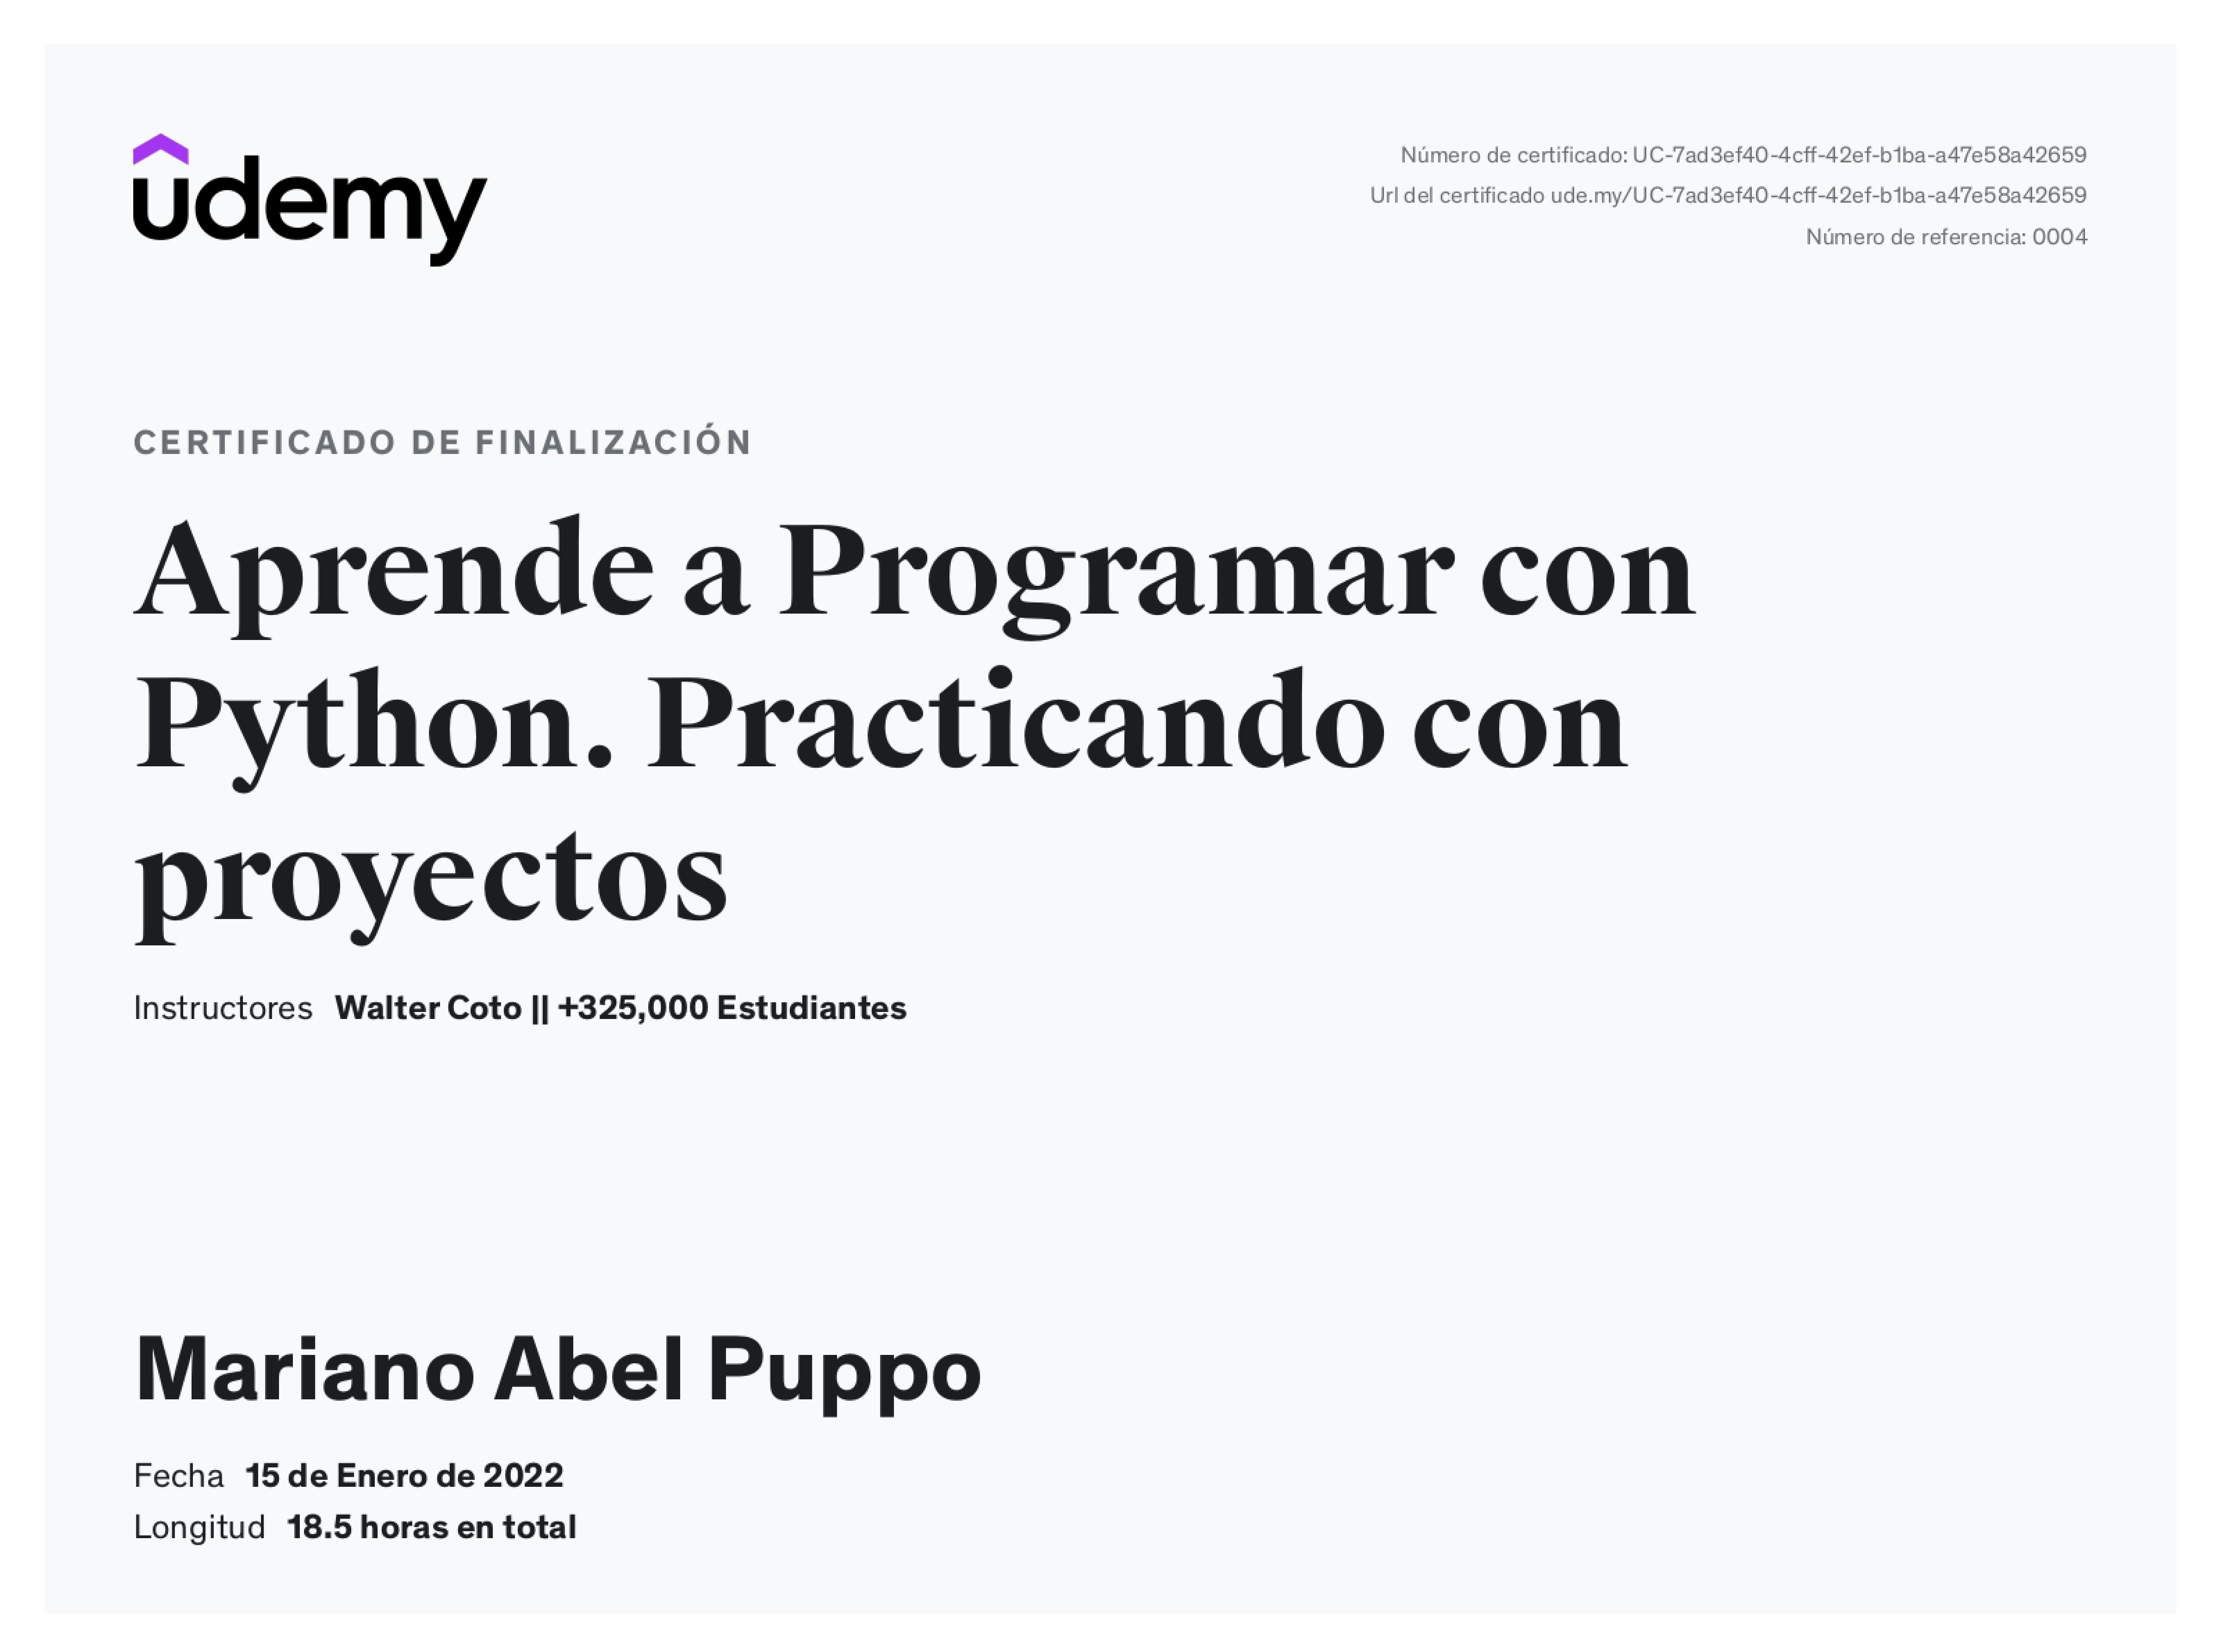 udemy
Número de certificado: UC-7ad3ef40-4cff-42ef-b1ba-a47e58a42659
Url del certificado ude.my/UC-7ad3ef40-4cff-42ef-b1ba-a47e58a42659
Número de referencia: 0004
CERTIFICADO DE FINALIZACIÓN
Aprende a Programar con
Python. Practicando con
proyectos
Instructores Walter Coto || +325,000 Estudiantes
Mariano Abel Puppo
Fecha 15 de Enero de 2022
Longitud 18.5 horas en total